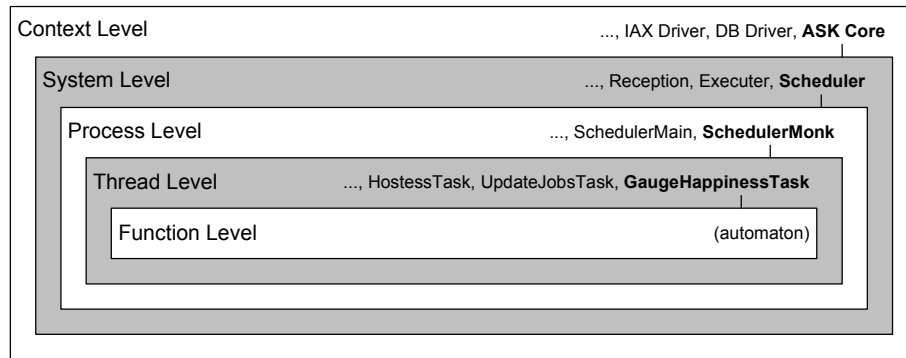 Context Level ..., IAX Driver, DB Driver, ASK Core
System Level ..., Reception, Executer, Scheduler
Process Level ..., SchedulerMain, SchedulerMonk
Thread Level ..., HostessTask, UpdateJobsTask, GaugeHappinessTask
Function Level (automaton)